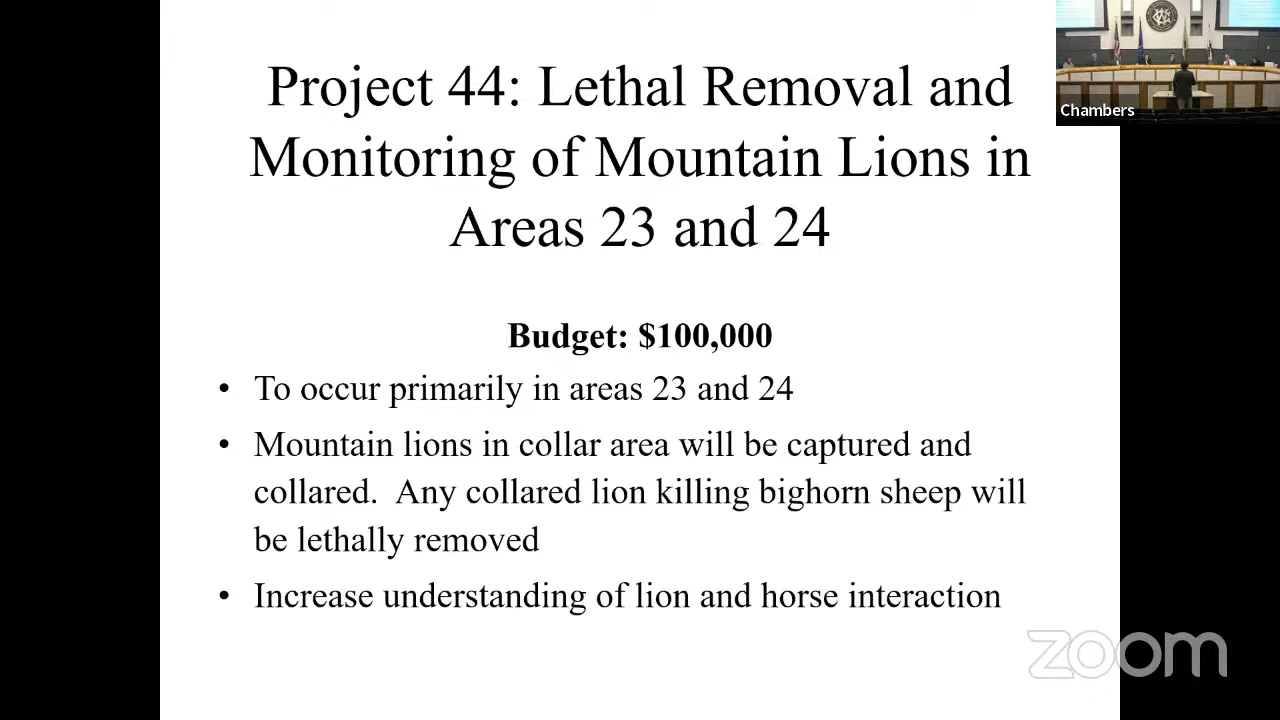 Project 44: Lethal Removal and
Monitoring of Mountain Lions in
Areas 23 and 24
Budget: $100,000
• To occur primarily in areas 23 and 24
• Mountain lions in collar area will be captured and
collared.  Any collared lion killing bighorn sheep will
be lethally removed
• Increase understanding of lion and horse interaction
Chambers
zoom